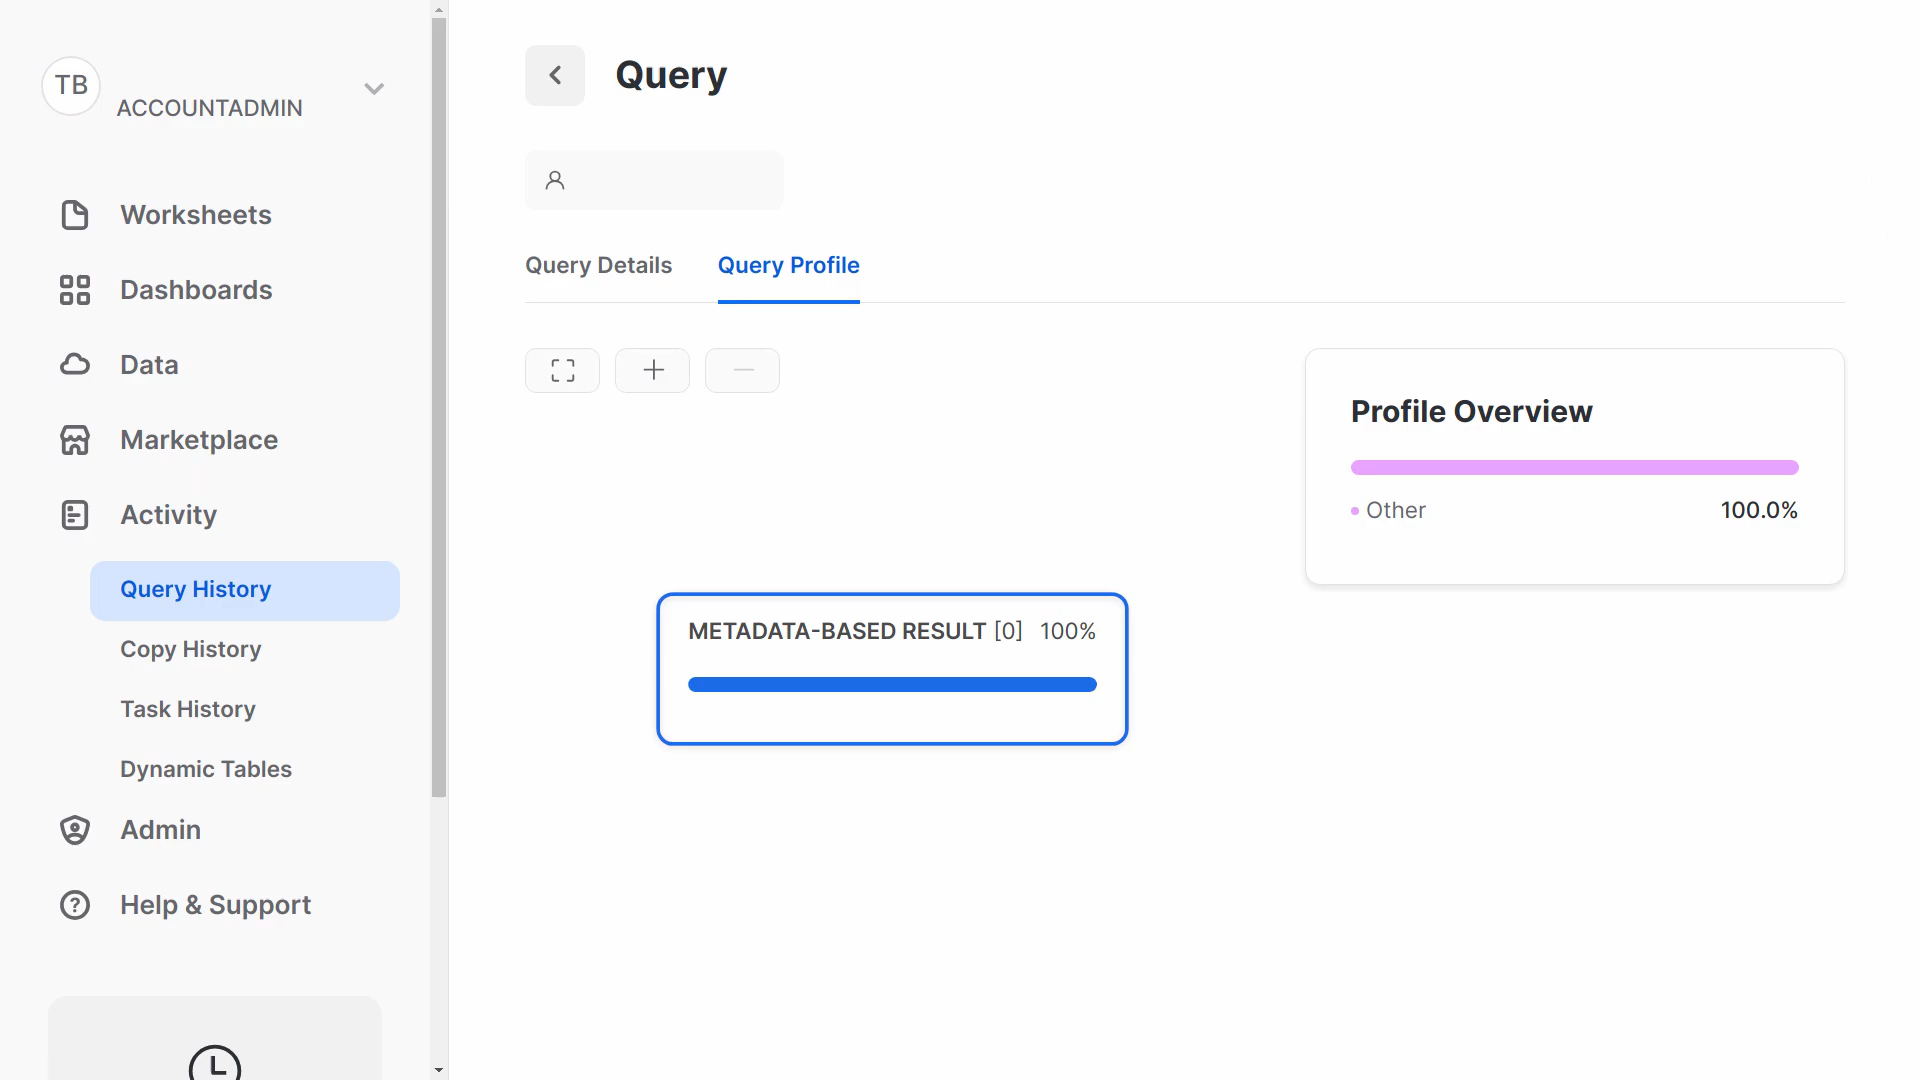 TB
ACCOUNTADMIN
Worksheets
Dashboards
Data
Marketplace
Activity
Query History
Copy History
Task History
Dynamic Tables
Admin
Help & Support
Query
Query Details
Query Profile
Profile Overview
Other 100.0%
METADATA-BASED RESULT [0] 100%